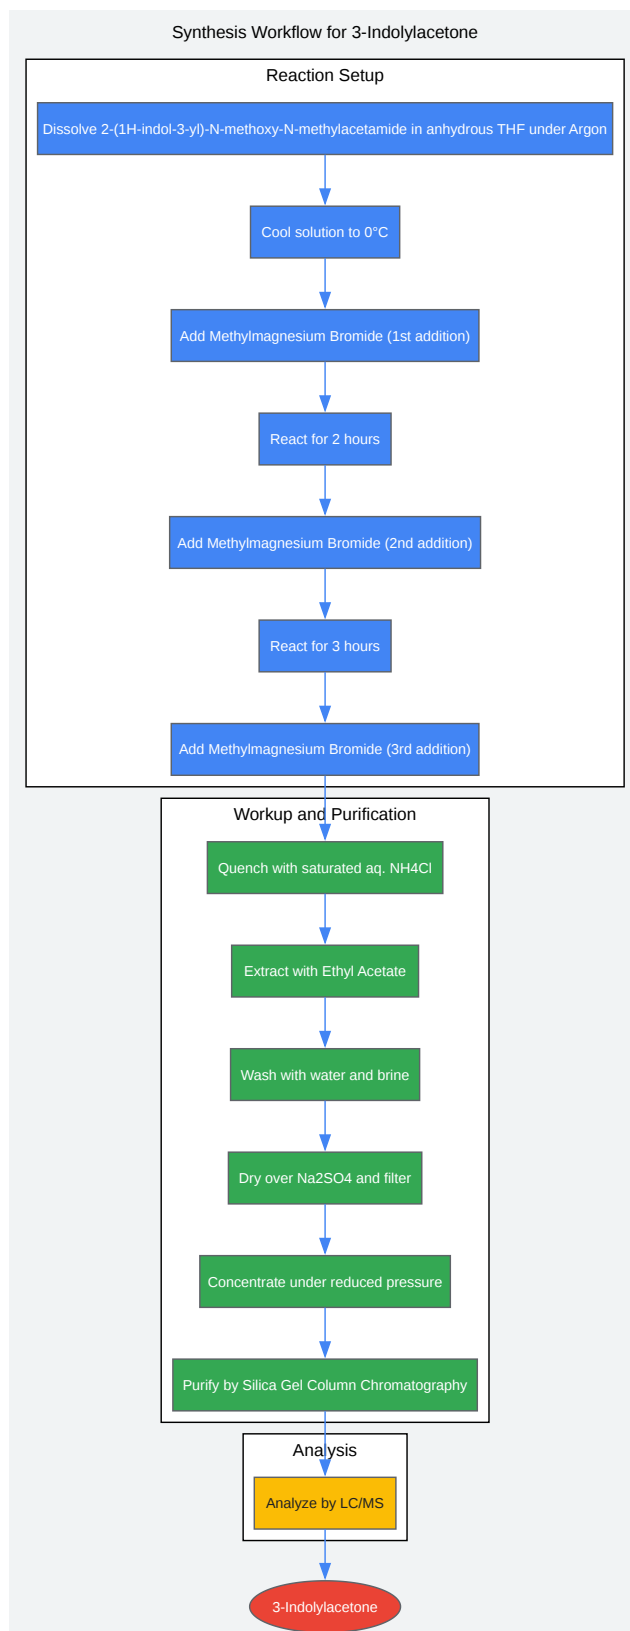 Synthesis Workflow for 3-Indolylacetone
Reaction Setup
Dissolve 2-(1H-indol-3-yl)-N-methoxy-N-methylacetamide in anhydrous THF under Argon
Cool solution to 0°C
Add Methylmagnesium Bromide (1st addition)
React for 2 hours
Add Methylmagnesium Bromide (2nd addition)
React for 3 hours
Add Methylmagnesium Bromide (3rd addition)
Workup and Purification
Quench with saturated aq. NH4Cl
Extract with Ethyl Acetate
Wash with water and brine
Dry over Na2SO4 and filter
Concentrate under reduced pressure
Purify by Silica Gel Column Chromatography
Analysis
Analyze by LC/MS
3-Indolylacetone